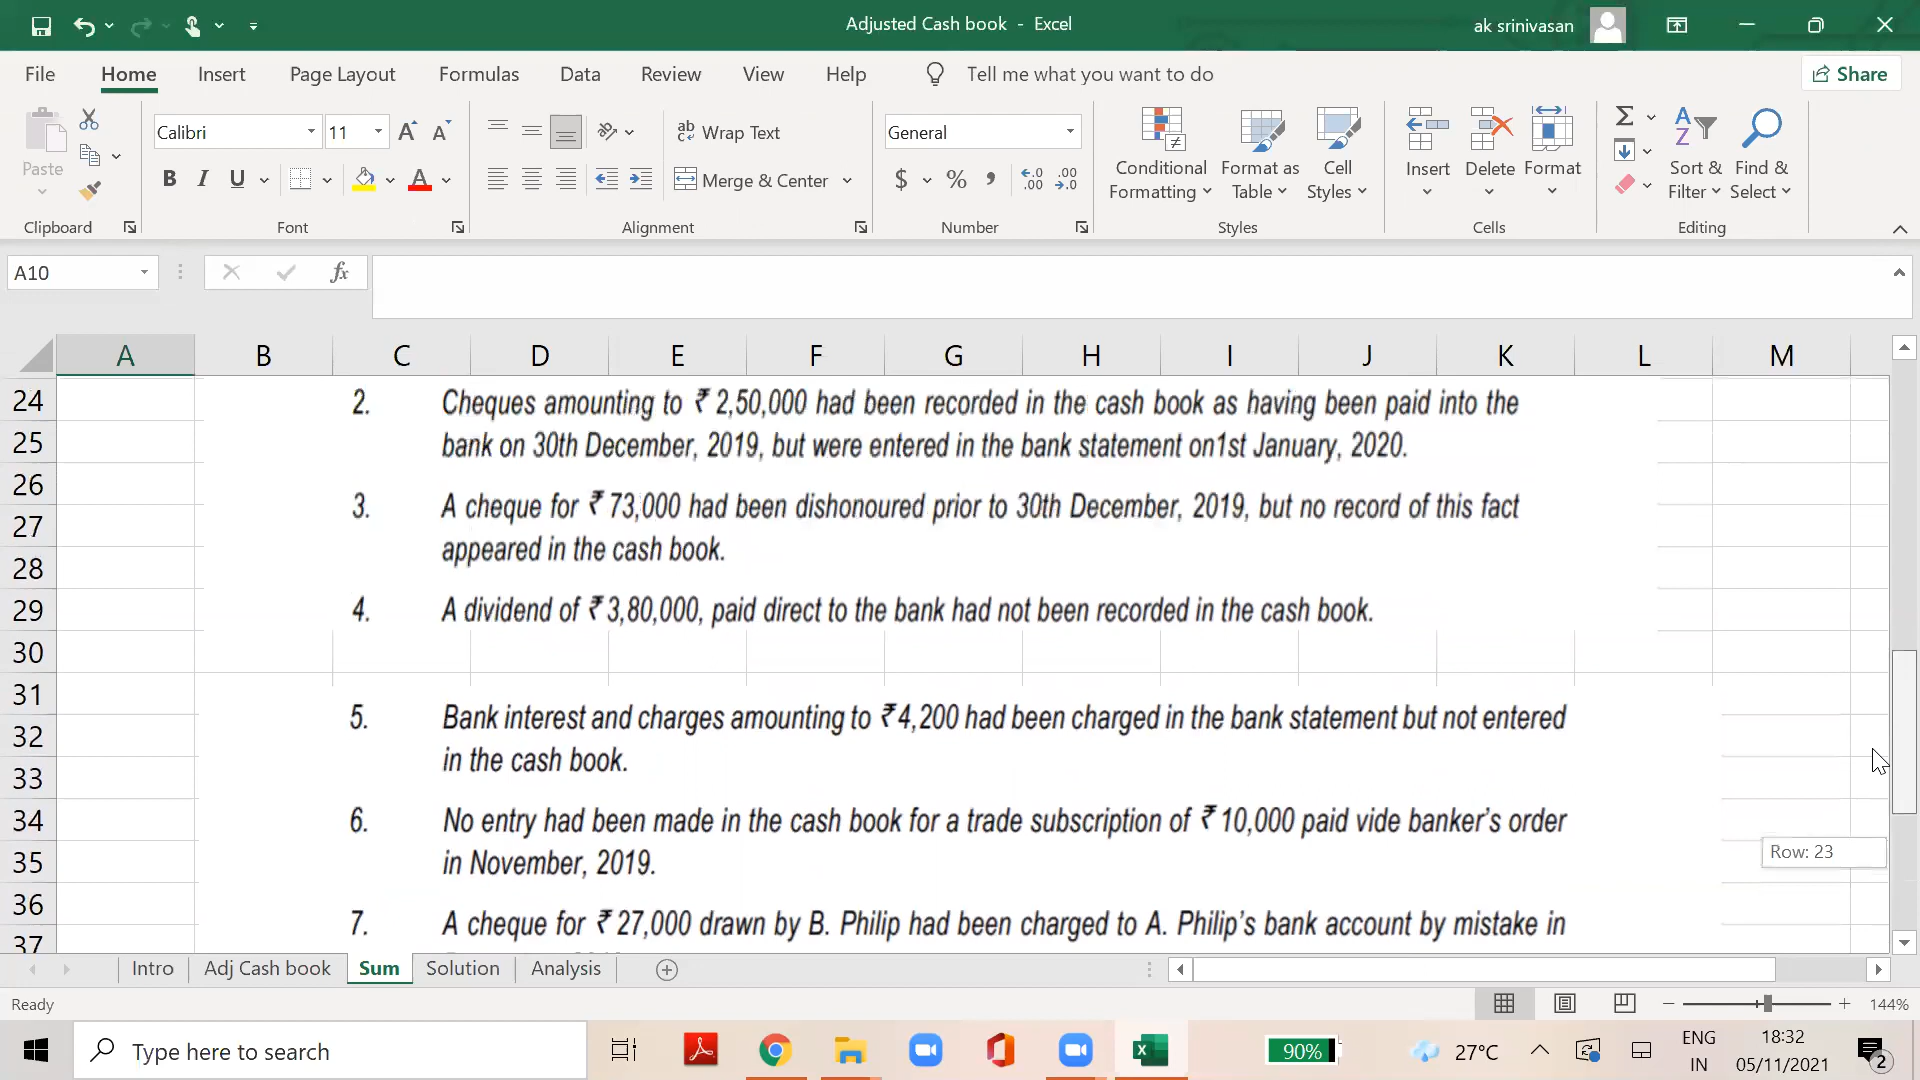 Adjusted Cash book - Excel
ak srinivasan
File Home Insert Page Layout Formulas Data Review View Help Tell me what you want to do Share
Paste
Calibri 11
Wrap Text
General
B I U
Merge & Center
$ % ,
Conditional Formatting
Format as Table
Cell Styles
Insert Delete Format
Sort & Filter
Find & Select
Clipboard Font Alignment Number Styles Cells Editing
A10
fx
A B C D E F G H I J K L M
24
25
26
27
28
29
30
31
32
33
34
35
36
37
2. Cheques amounting to ₹ 2,50,000 had been recorded in the cash book as having been paid into the
bank on 30th December, 2019, but were entered in the bank statement on1st January, 2020.
3. A cheque for ₹ 73,000 had been dishonoured prior to 30th December, 2019, but no record of this fact
appeared in the cash book.
4. A dividend of ₹ 3,80,000, paid direct to the bank had not been recorded in the cash book.
5. Bank interest and charges amounting to ₹ 4,200 had been charged in the bank statement but not entered
in the cash book.
6. No entry had been made in the cash book for a trade subscription of ₹ 10,000 paid vide banker's order
in November, 2019.
Row: 23
7. A cheque for ₹ 27,000 drawn by B. Philip had been charged to A. Philip's bank account by mistake in
Intro Adj Cash book Sum Solution Analysis
Ready
144%
Type here to search
90%
27°C
ENG
IN
18:32
05/11/2021
2